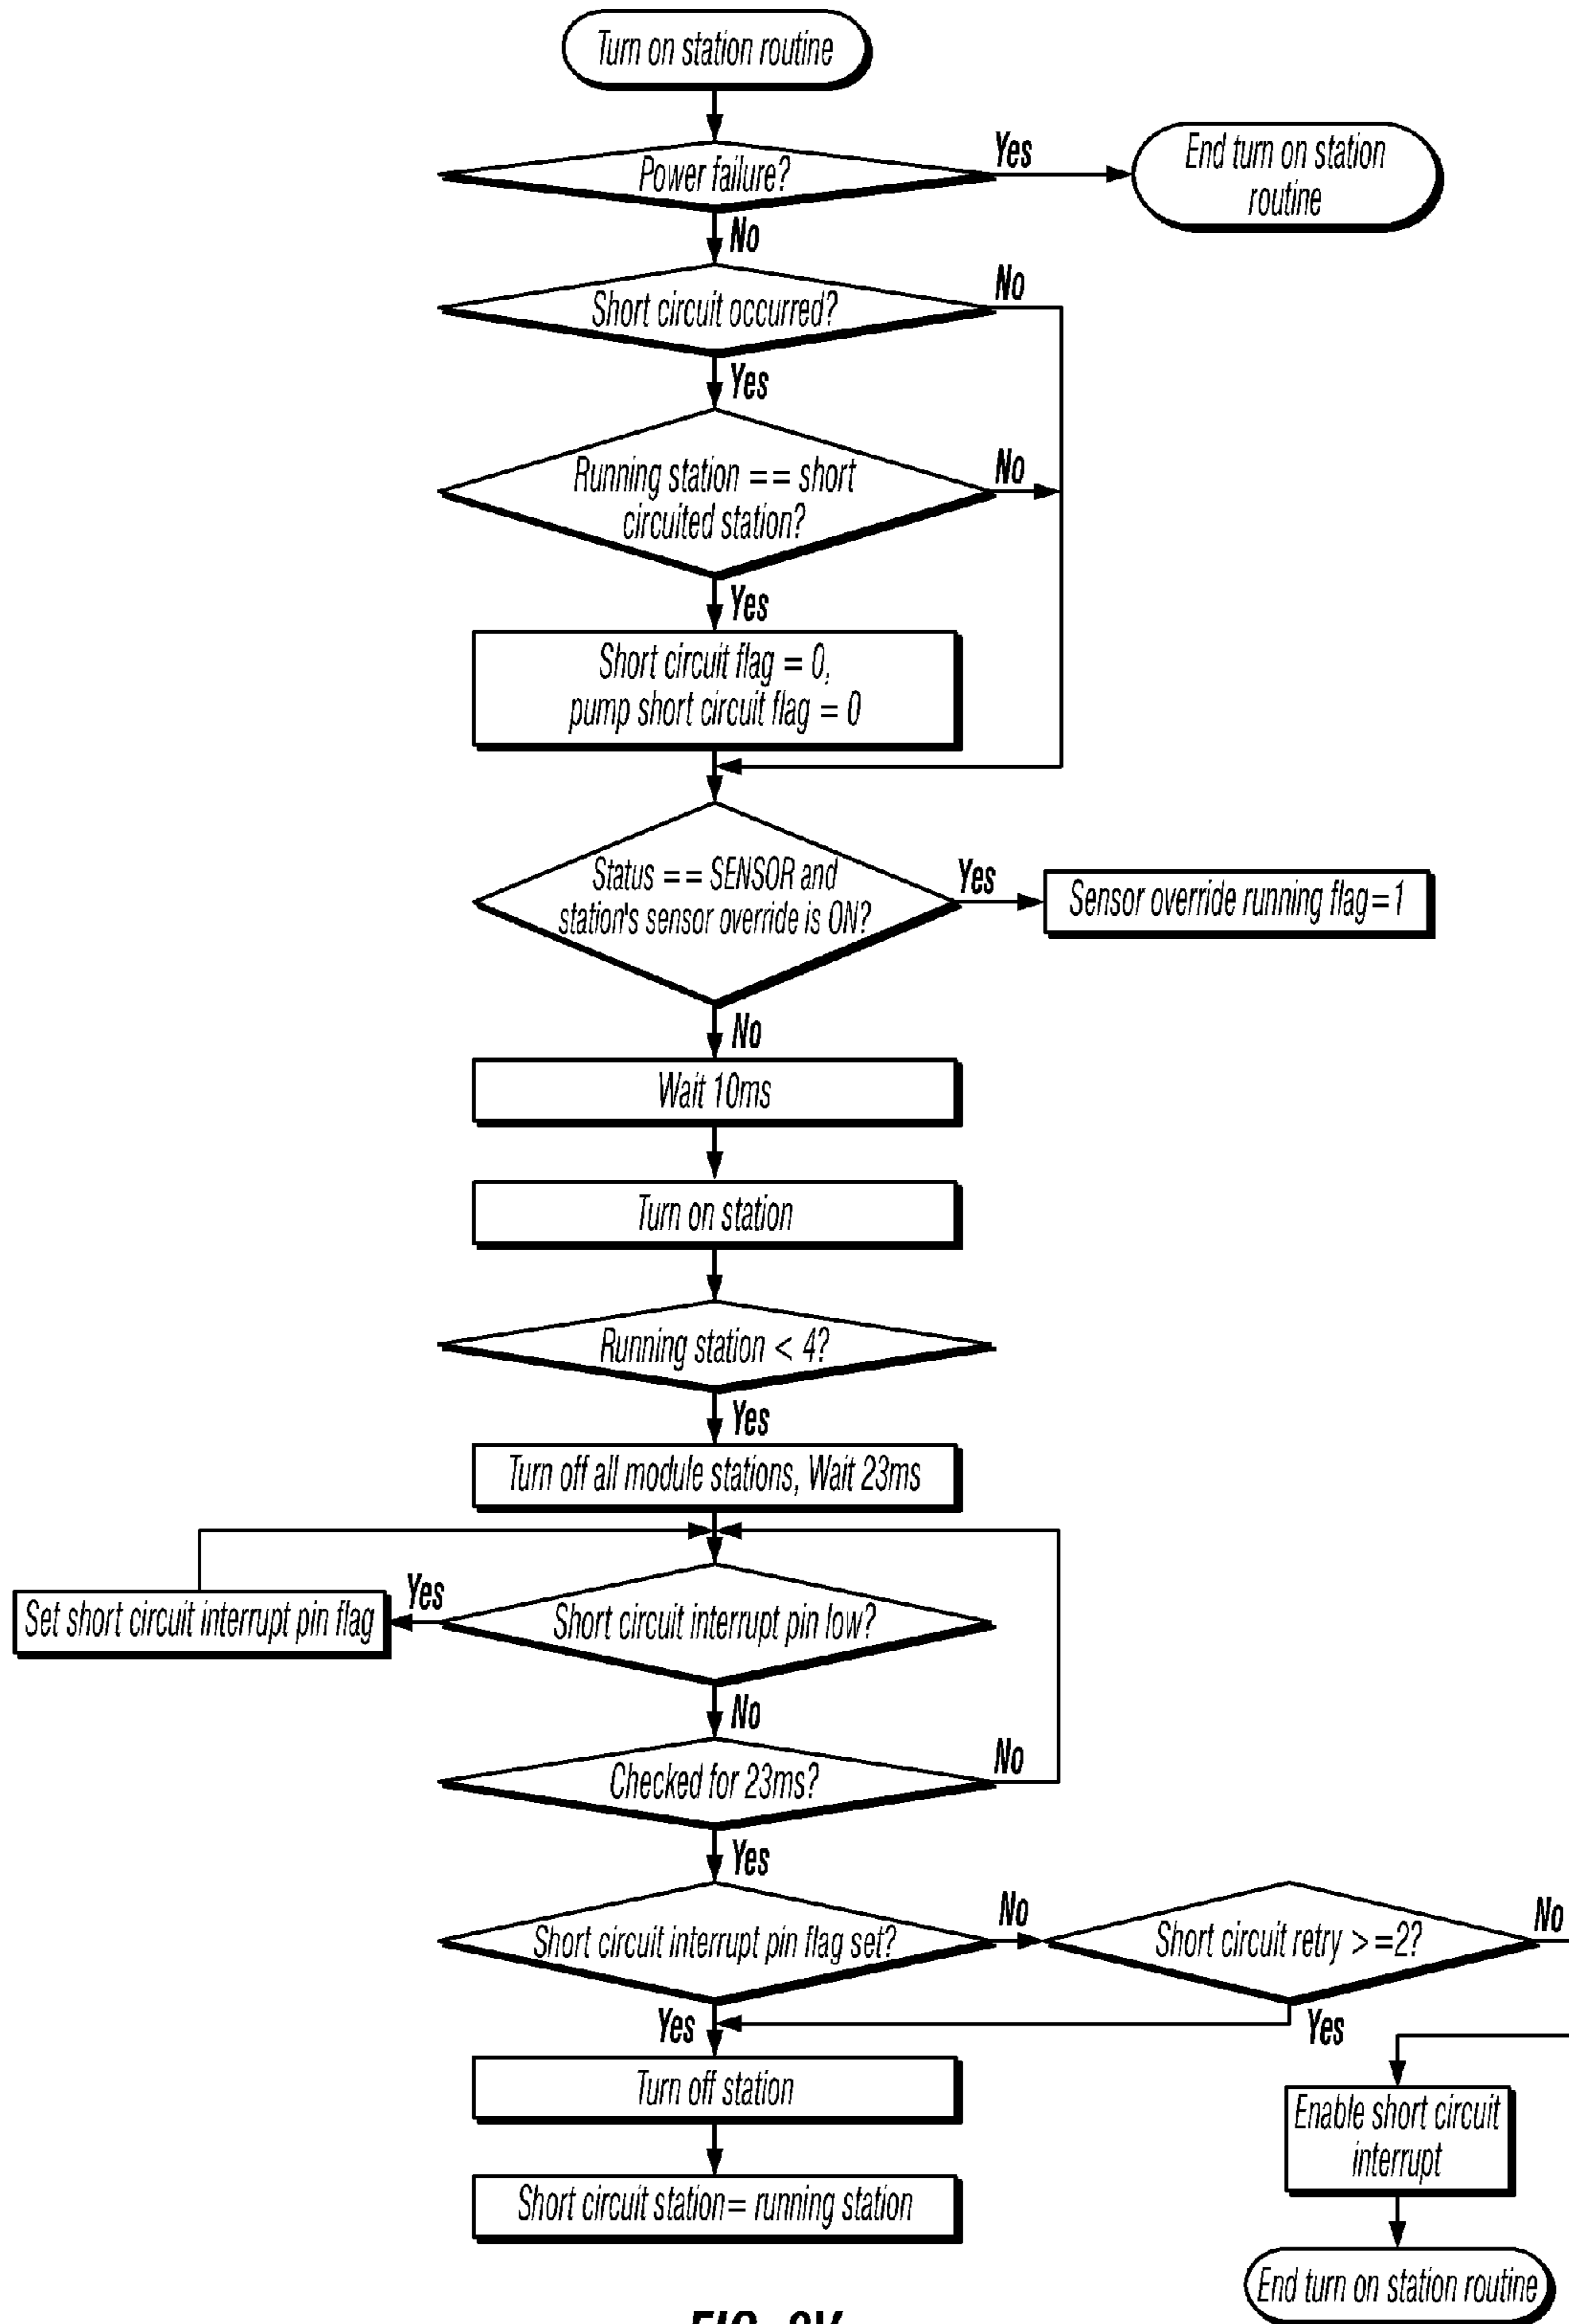 Turn on station routine
Power failure?
Yes
End turn on station
routine
No
Short circuit occurred?
No
Yes
Running station == short
circuited station?
No
Yes
Short circuit flag = 0,
pump short circuit flag = 0
Status == SENSOR and
station's sensor override is ON?
Yes
Sensor override running flag=1
No
Wait 10ms
Turn on station
Running station < 4?
Yes
Turn off all module stations, Wait 23ms
Short circuit interrupt pin low?
Yes
Set short circuit interrupt pin flag
No
Checked for 23ms?
No
Yes
Short circuit interrupt pin flag set?
No
Short circuit retry >=2?
No
Yes
Yes
Turn off station
Enable short circuit
interrupt
Short circuit station= running station
End turn on station routine